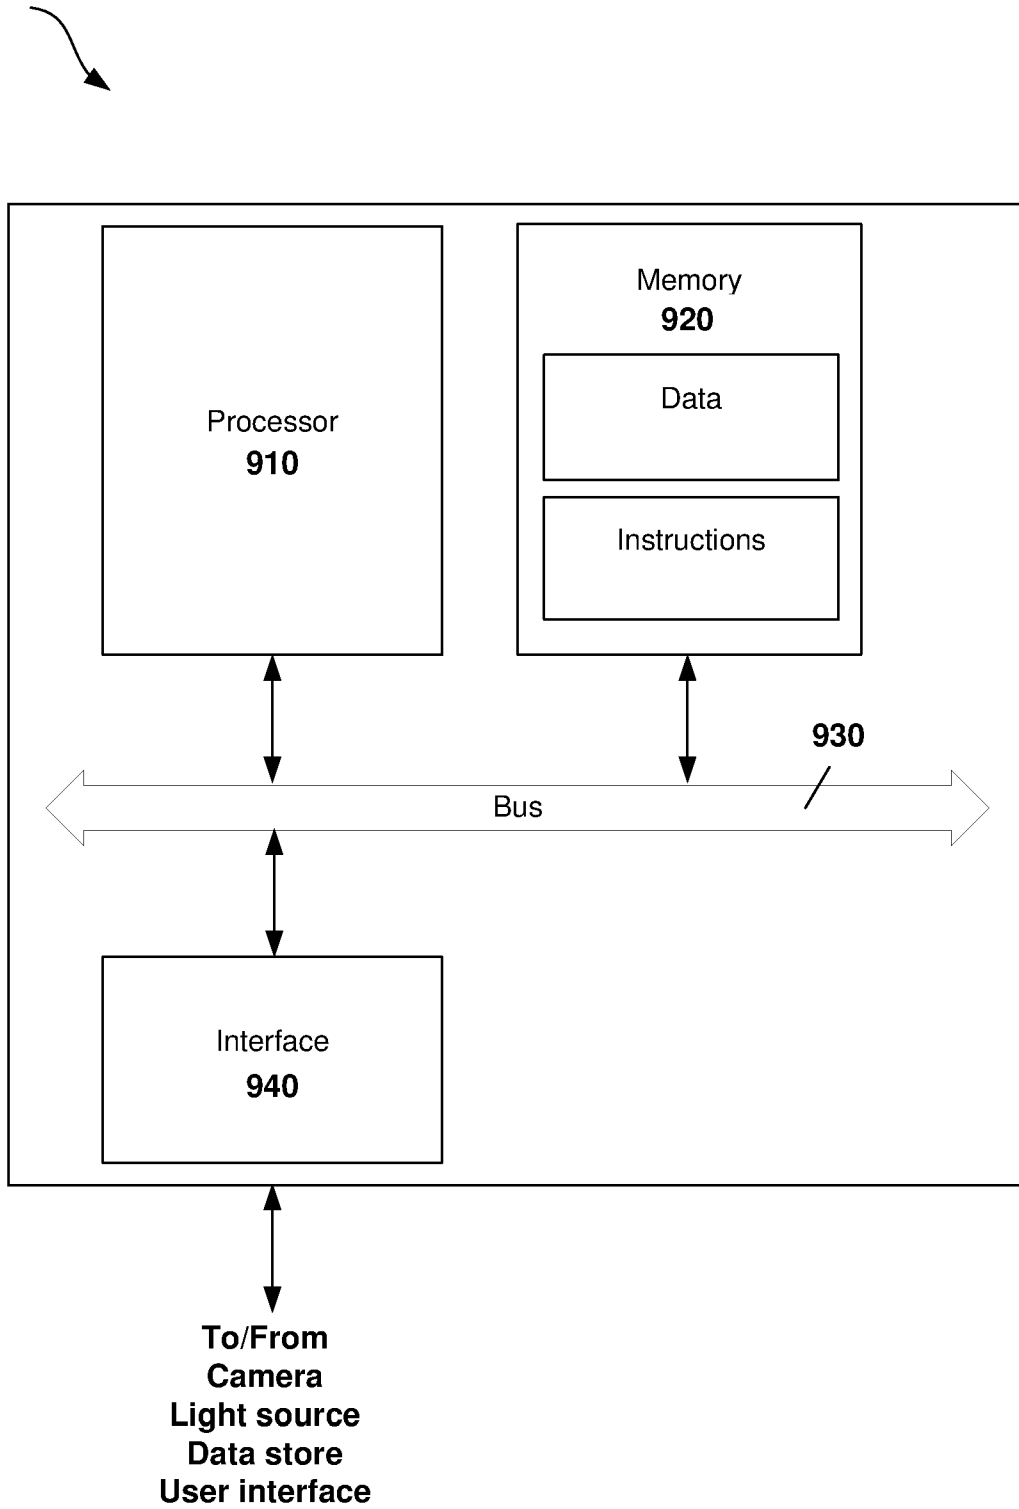 Processor
910
Memory
920
Data
Instructions
930
Bus
Interface
940
To/From
Camera
Light source
Data store
User interface